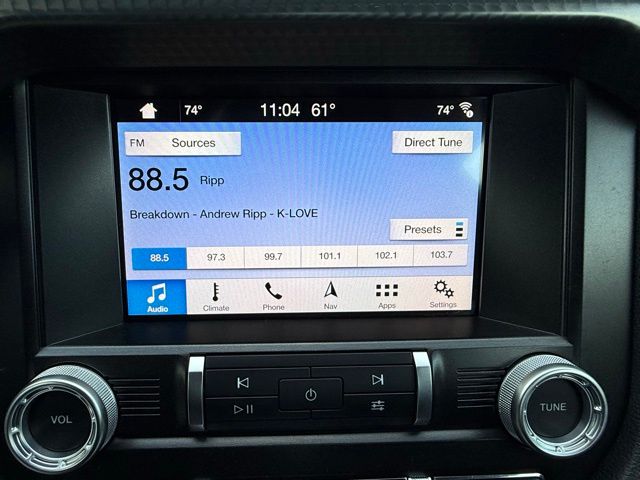 74° 11:04 61° 74°
FM Sources Direct Tune
88.5 Ripp
Breakdown - Andrew Ripp - K-LOVE
Presets
88.5 97.3 99.7 101.1 102.1 103.7
Audio Climate Phone Nav Apps Settings
VOL TUNE